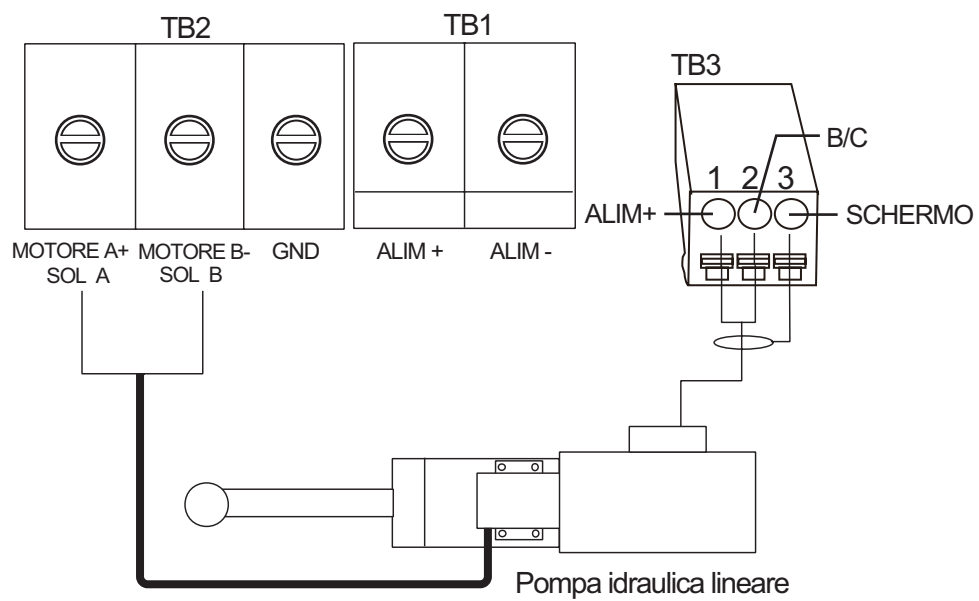 TB2
TB1
TB3
B/C
1 2 3
ALIM+
SCHERMO
MOTORE A+
SOL A
MOTORE B-
SOL B
GND
ALIM +
ALIM -
Pompa idraulica lineare